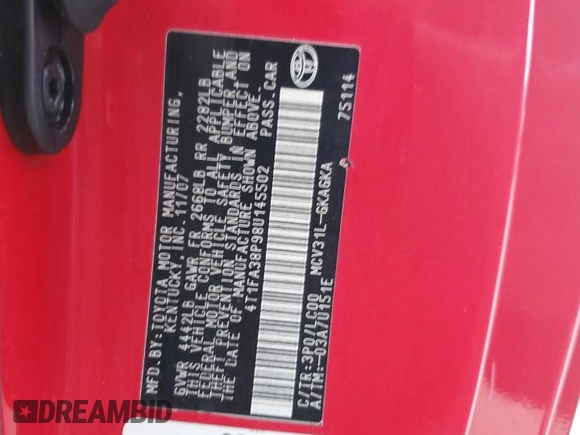 MFD.BY:TOYOTA MOTOR MANUFACTURING,
KENTUCKY, INC. 11/07
GVWR 4442LB GAWR FR 2668LB RR 2282LB
THIS VEHICLE CONFORMS TO ALL APPLICABLE
FEDERAL MOTOR VEHICLE SAFETY BUMPER, AND
THEFT PREVENTION STANDARDS IN EFFECT ON
THE DATE OF MANUFACTURE SHOWN ABOVE.
4T1FA38P98U145502 PASS.CAR
C/TR:3P0/LC00 MCV31L-GKAGKA
A/TM:-03A/U151E 75114
DREAMBID